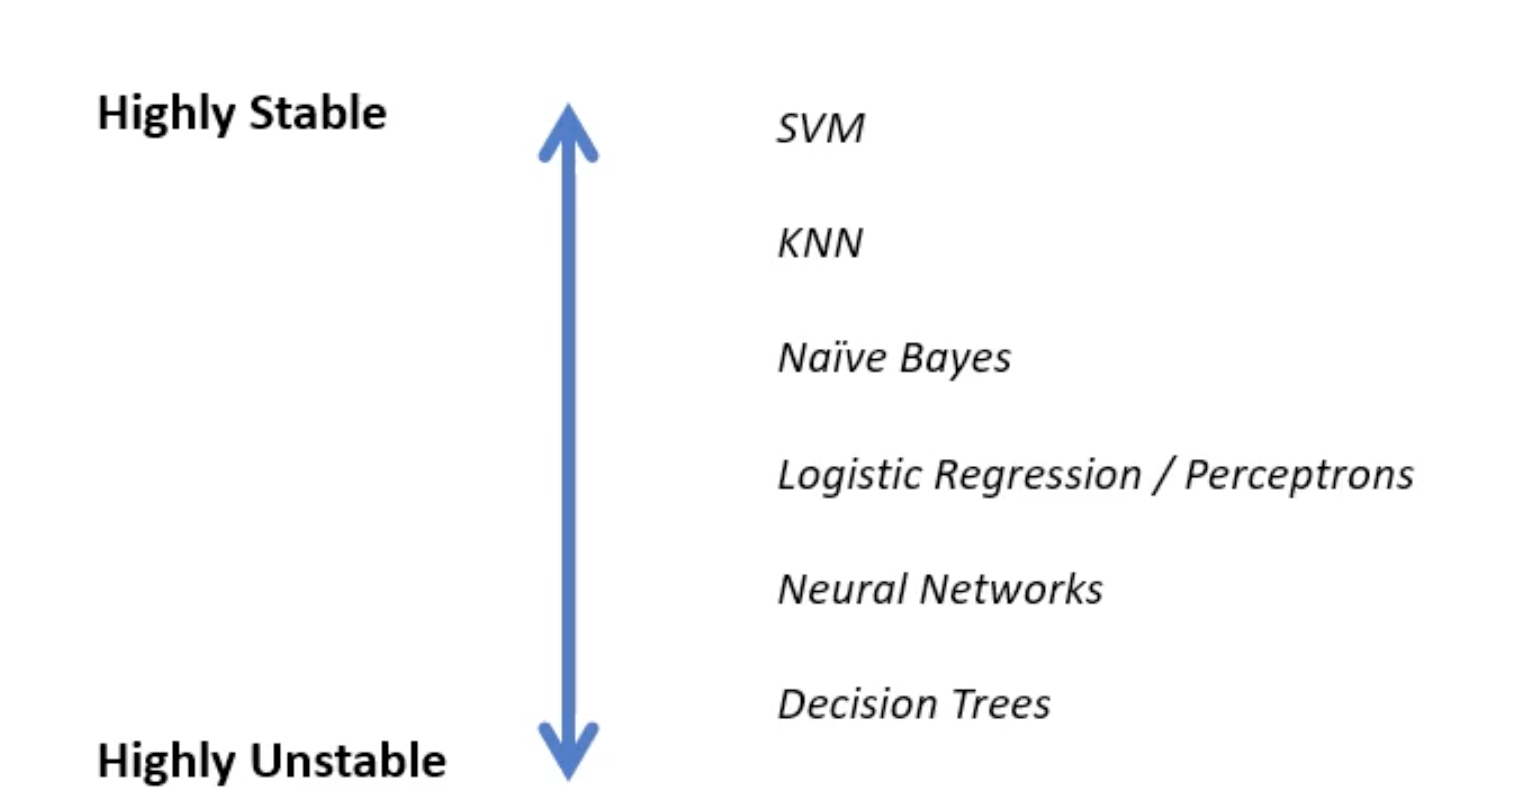 Highly Stable
SVM
KNN
Naïve Bayes
Logistic Regression / Perceptrons
Neural Networks
Decision Trees
Highly Unstable